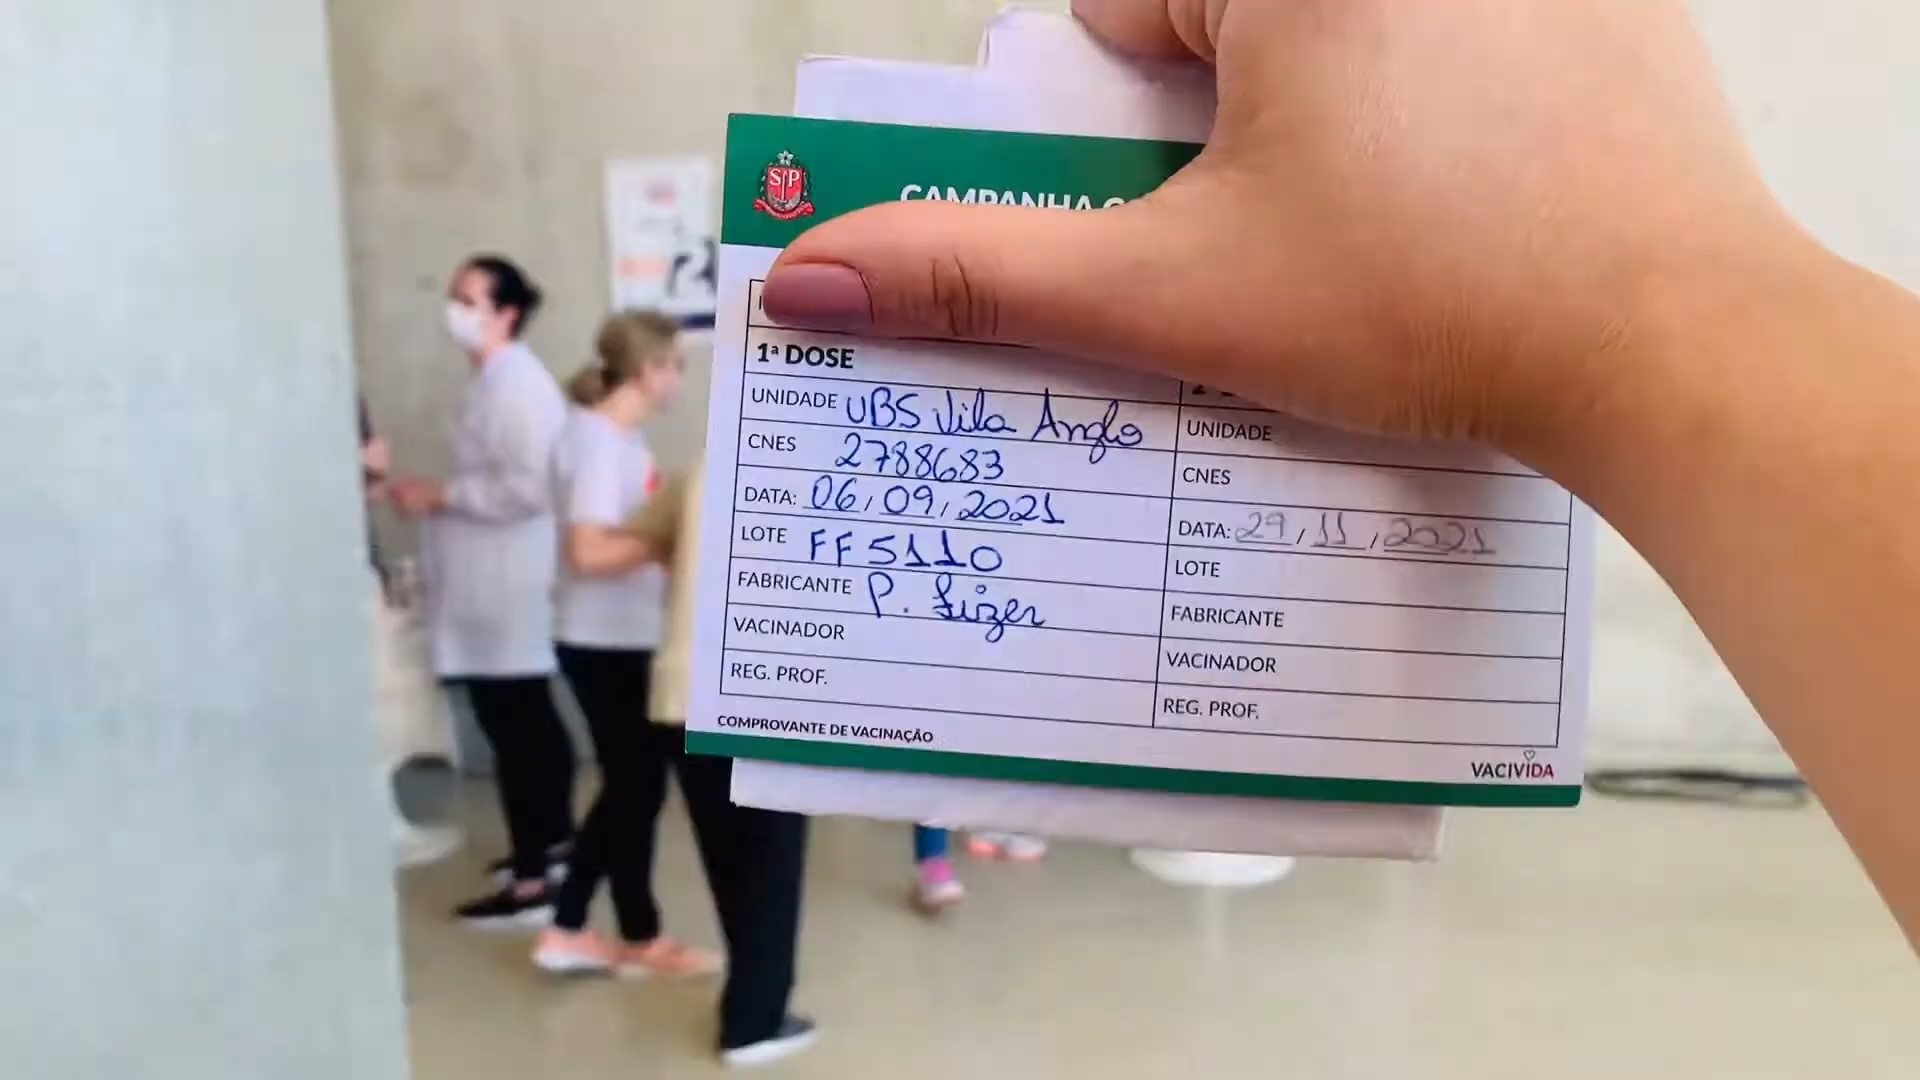 SP
CAMPANHA
1ª DOSE
UNIDADE UBS Vila Anglo
CNES 2788683
DATA: 06/09/2021
LOTE FF5110
FABRICANTE P. fizer
VACINADOR
REG. PROF.
UNIDADE
CNES
DATA: 29/11/2021
LOTE
FABRICANTE
VACINADOR
REG. PROF.
COMPROVANTE DE VACINAÇÃO
VACIVIDA